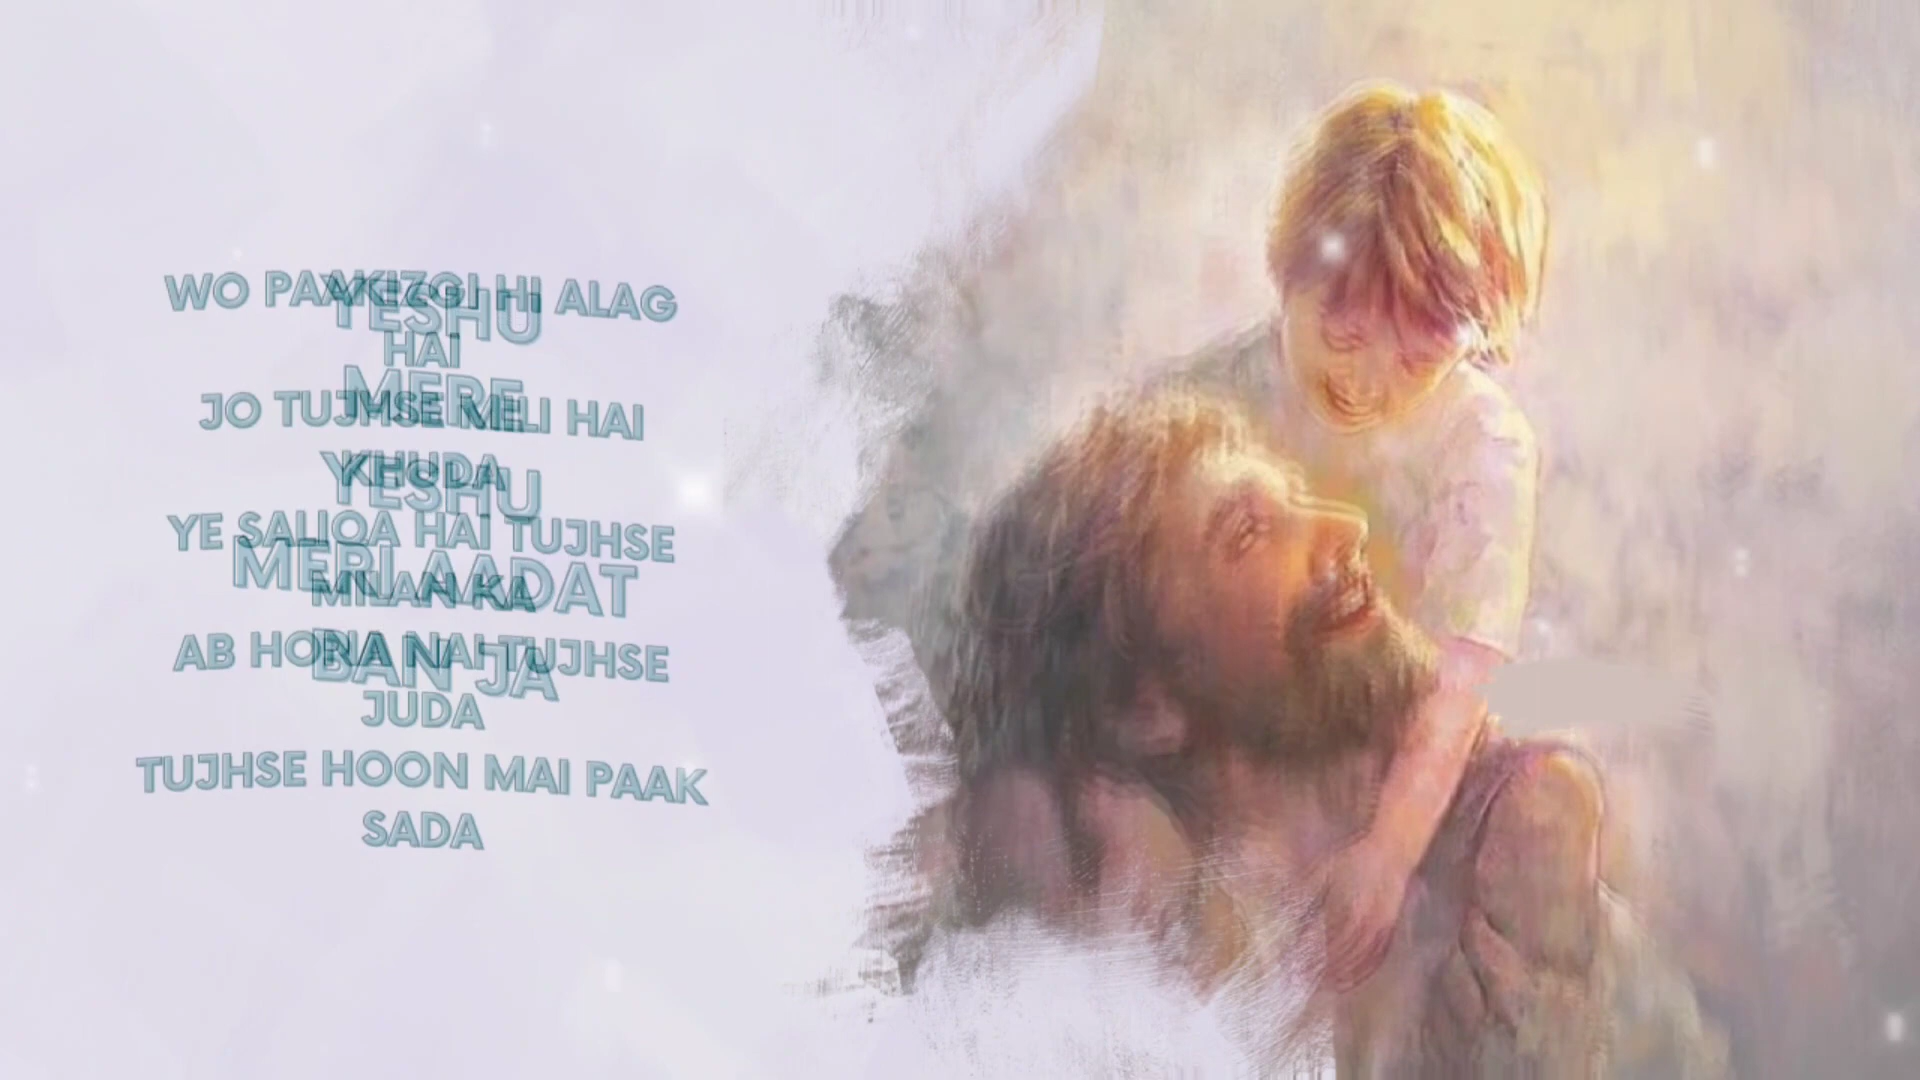 WO PAAKIZGI HI ALAG
HAI
JO TUJHSE MILI HAI
KHUDA
YE SALIQA HAI TUJHSE
MILAN KA
AB HONA NAI TUJHSE
JUDA
TUJHSE HOON MAI PAAK
SADA
YESHU
MERE
YESHU
MERI AADAT
BAN JA